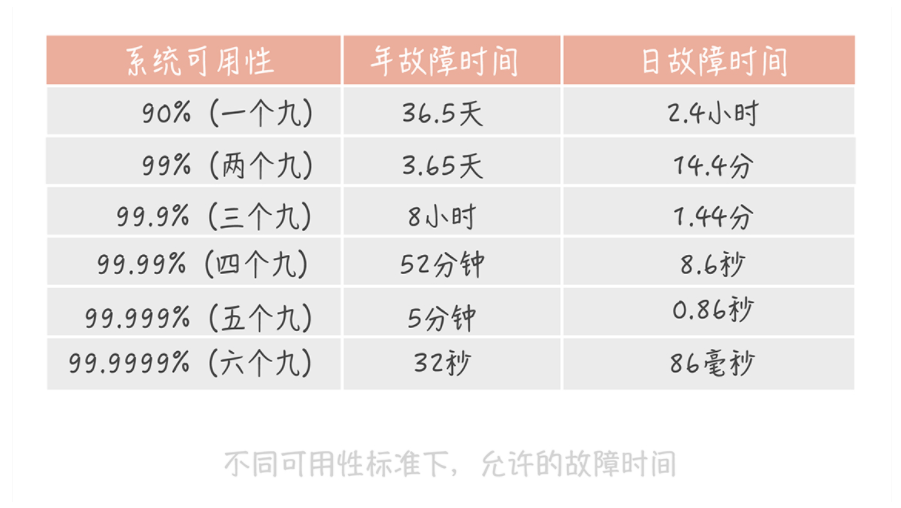 系统可用性 年故障时间 日故障时间
90% (一个九) 36.5天 2.4小时
99% (两个九) 3.65天 14.4分
99.9% (三个九) 8小时 1.44分
99.99% (四个九) 52分钟 8.6秒
99.999% (五个九) 5分钟 0.86秒
99.9999% (六个九) 32秒 86毫秒
不同可用性标准下，允许的故障时间